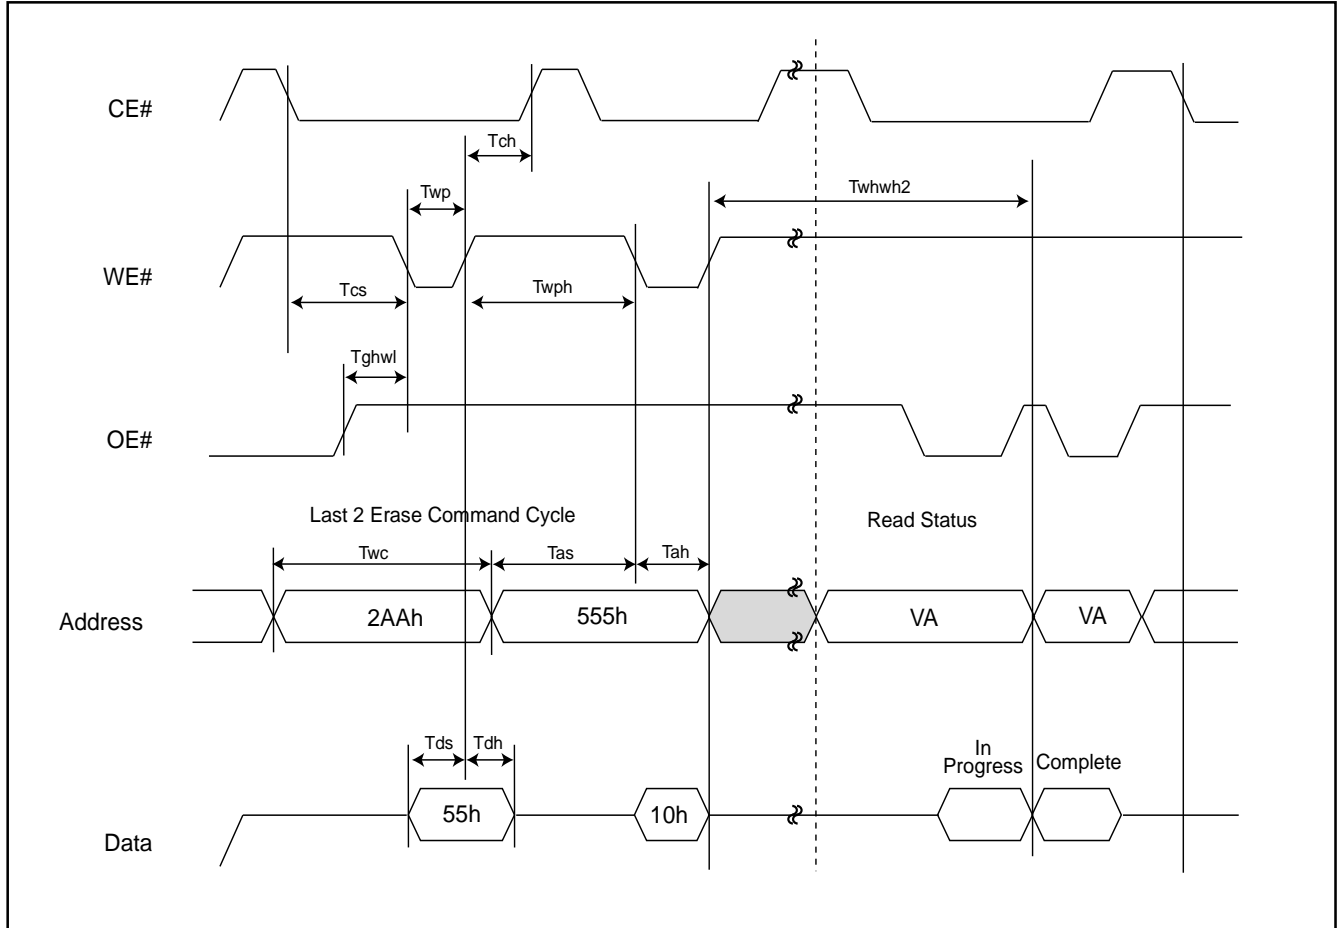 CE#
Tch
Twp
Twhwh2
WE#
Tcs
Twph
Tghwl
OE#
Last 2 Erase Command Cycle
Read Status
Twc
Tas
Tah
Address
2AAh
555h
VA
VA
Tds
Tdh
In
Progress
Complete
55h
10h
Data